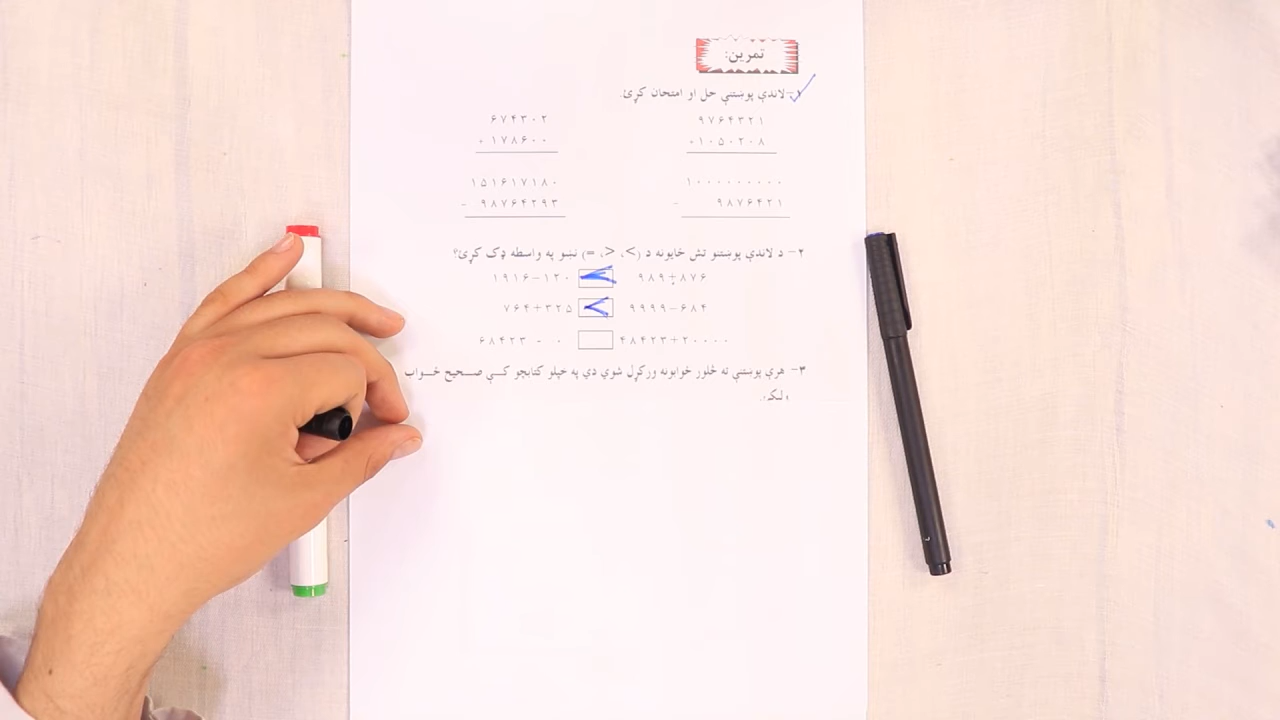 تمرین:
۱- لاندې پوښتنې حل او امتحان کړئ.
۹۷۶۴۳۲۱ ۶۷۴۳۰۲
+ ۱۰۵۰۲۰۸ + ۱۷۸۶۰۰
۱۰۰۰۰۰۰۰۰۰ ۱۵۱۶۱۷۱۸۰
- ۹۸۷۶۴۲۱ - ۹۸۷۶۴۲۹۳
۲- د لاندې پوښتنو تش ځایونه د (>، <، =) نښو په واسطه ډک کړئ؟
۱۹۱۶-۱۲۰ < ۹۸۹+۸۷۶
۷۶۴+۳۲۵ < ۹۹۹۹-۶۸۴
۶۸۴۲۳ - ۰ ۴۸۴۲۳+۲۰۰۰۰
۳- هرې پوښتنې ته څلور ځوابونه ورکړل شوي دي په خپلو کتابچو کې صحیح ځواب
ولیکئ.